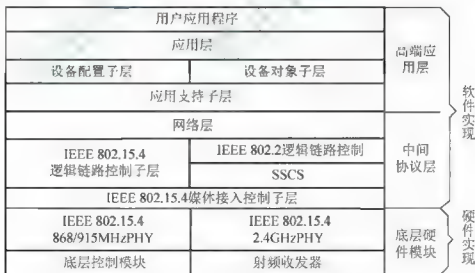 用户应用程序
应用层
设备配置子层
设备对象子层
应用支持子层
高端应
用层
网络层
IEEE 802.15.4
逻辑链路控制子层
IEEE 802.2逻辑链路控制
SSCS
IEEE 802.15.4媒体接入控制子层
中间
协议层
软件实现
IEEE 802.15.4
868/915MHzPHY
IEEE 802.15.4
2.4GHzPHY
底层控制模块
射频收发器
底层硬
件模块
硬件实现